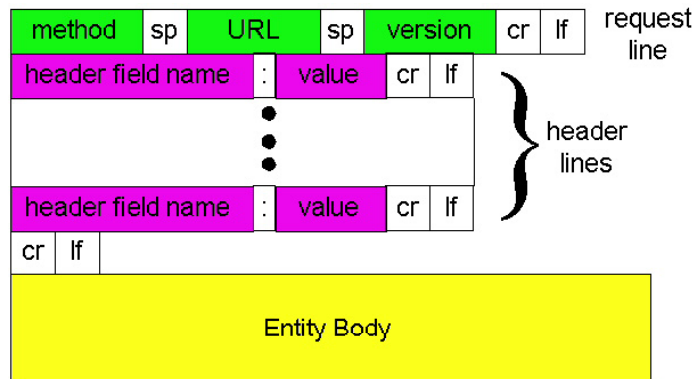 method sp URL sp version cr lf request line
header field name : value cr lf
header lines
header field name : value cr lf
cr lf
Entity Body